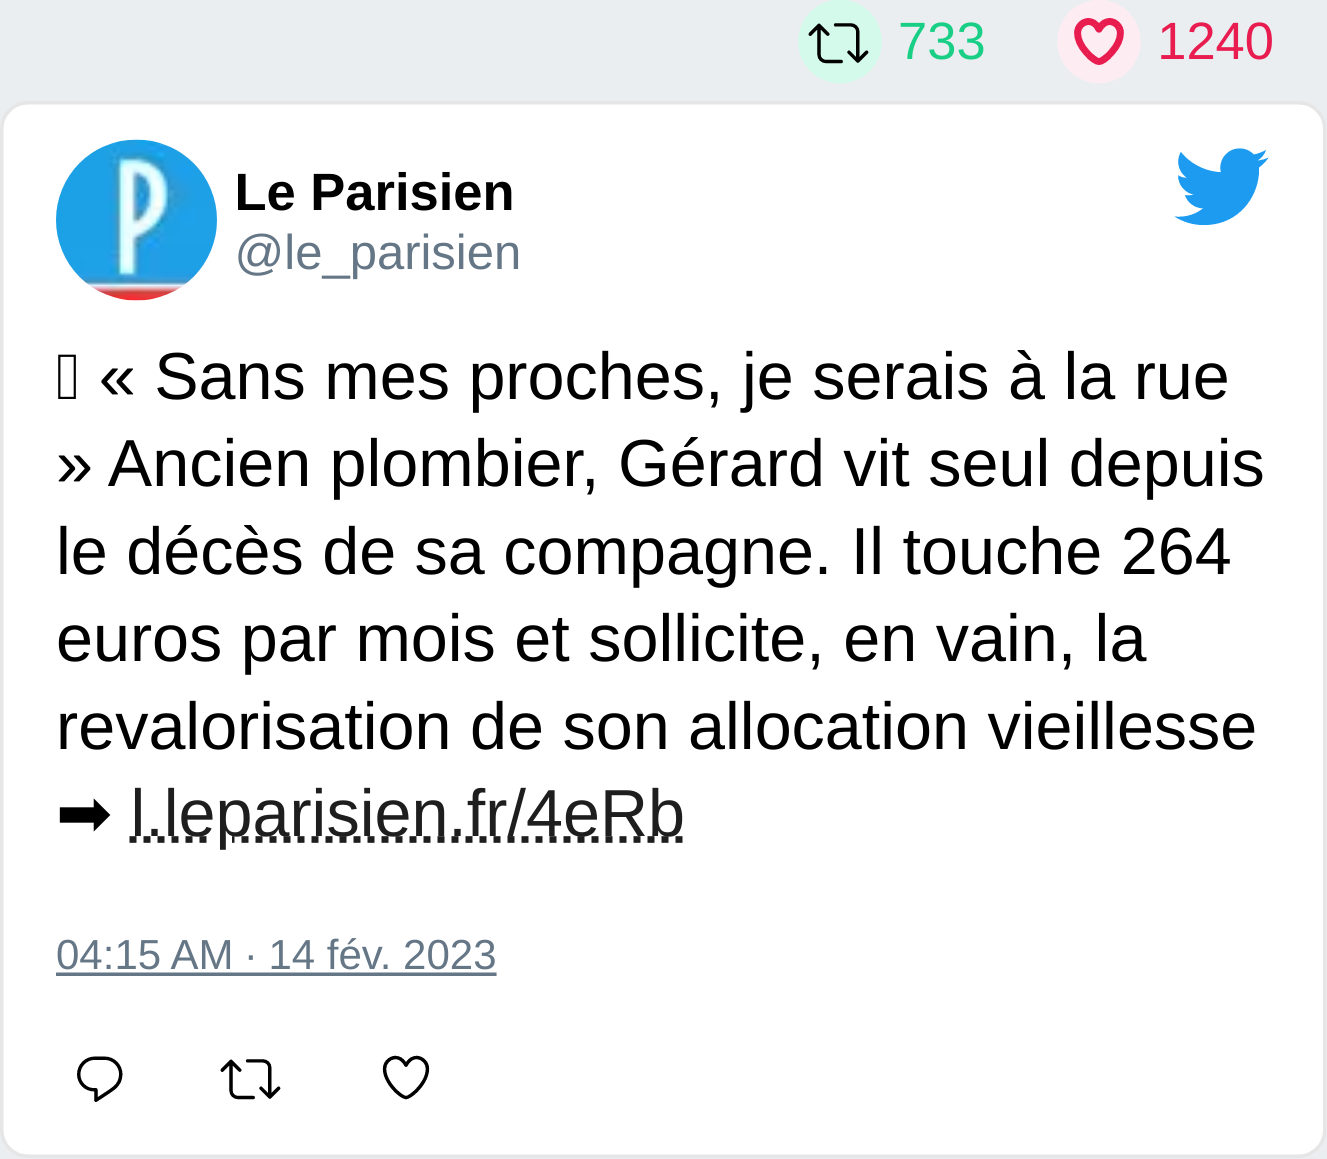 733 1240
P
Le Parisien
@le_parisien
« Sans mes proches, je serais à la rue
» Ancien plombier, Gérard vit seul depuis
le décès de sa compagne. Il touche 264
euros par mois et sollicite, en vain, la
revalorisation de son allocation vieillesse
➡ l.leparisien.fr/4eRb
04:15 AM · 14 fév. 2023